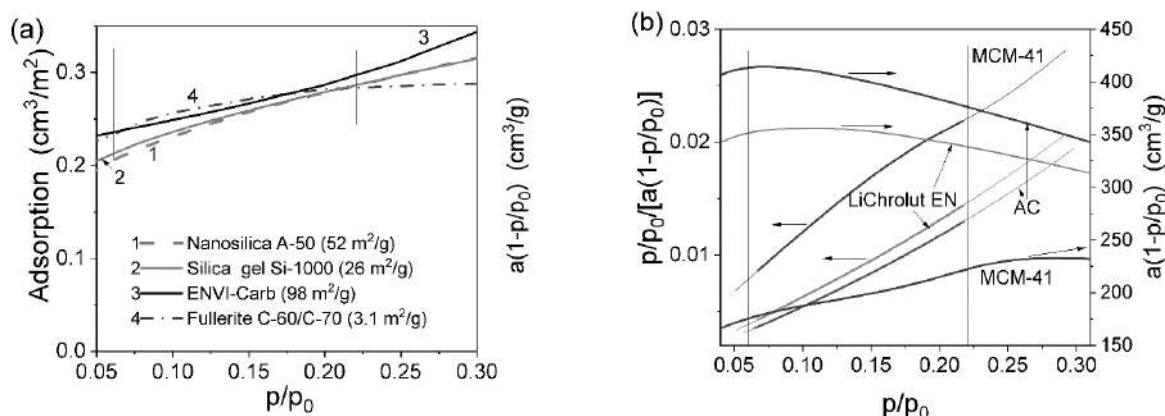 (a)
Adsorption (cm³/m²)
0.3
0.2
0.1
0.0
3
4
1
2
1 Nanosilica A-50 (52 m²/g)
2 Silica gel Si-1000 (26 m²/g)
3 ENVI-Carb (98 m²/g)
4 Fullerite C-60/C-70 (3.1 m²/g)
0.05 0.10 0.15 0.20 0.25 0.30
p/p₀
a(1-p/p₀) (cm³/g)
(b)
p/p₀/[a(1-p/p₀)]
0.03
0.02
0.01
MCM-41
LiChrolut EN
AC
MCM-41
450
400
350
300
250
200
150
a(1-p/p₀) (cm³/g)
0.05 0.10 0.15 0.20 0.25 0.30
p/p₀